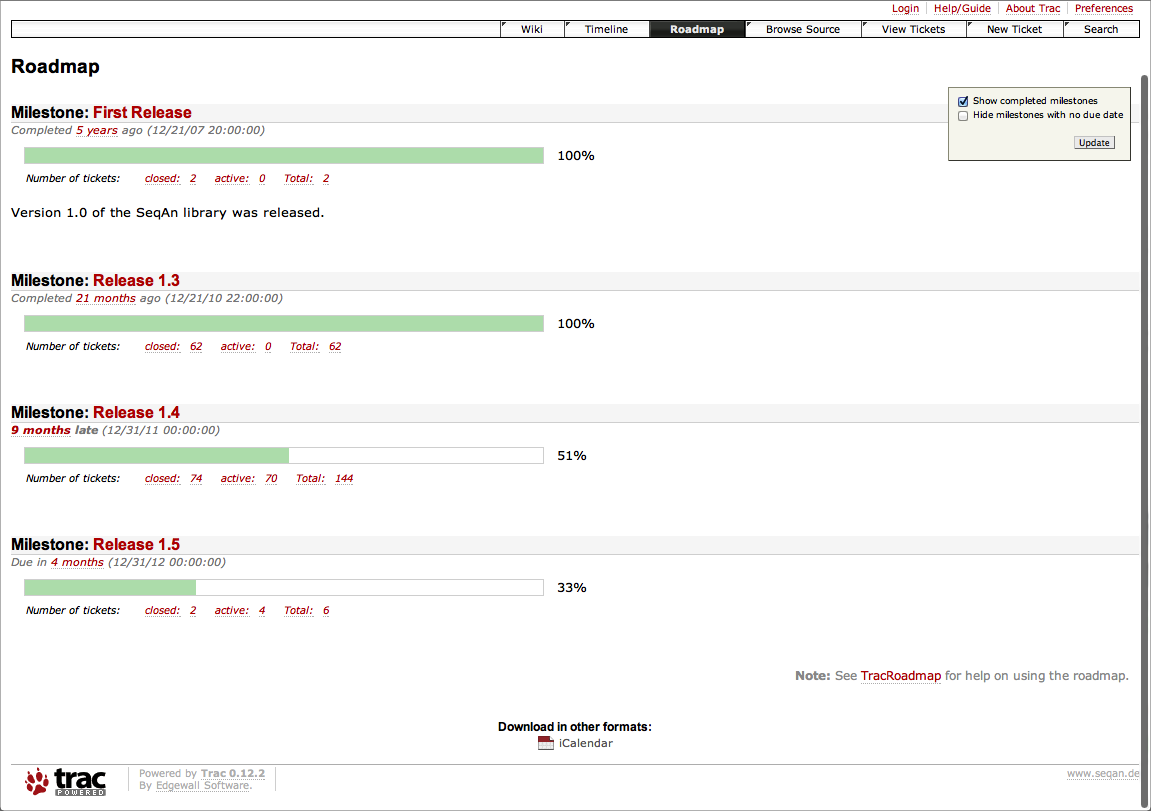 Login Help/Guide About Trac Preferences
Wiki Timeline Roadmap Browse Source View Tickets New Ticket Search
Roadmap
Show completed milestones
Hide milestones with no due date
Update
Milestone: First Release
Completed 5 years ago (12/21/07 20:00:00)
100%
Number of tickets: closed: 2 active: 0 Total: 2
Version 1.0 of the SeqAn library was released.
Milestone: Release 1.3
Completed 21 months ago (12/21/10 22:00:00)
100%
Number of tickets: closed: 62 active: 0 Total: 62
Milestone: Release 1.4
9 months late (12/31/11 00:00:00)
51%
Number of tickets: closed: 74 active: 70 Total: 144
Milestone: Release 1.5
Due in 4 months (12/31/12 00:00:00)
33%
Number of tickets: closed: 2 active: 4 Total: 6
Note: See TracRoadmap for help on using the roadmap.
Download in other formats:
iCalendar
trac
POWERED
Powered by Trac 0.12.2
By Edgewall Software.
www.seqan.de